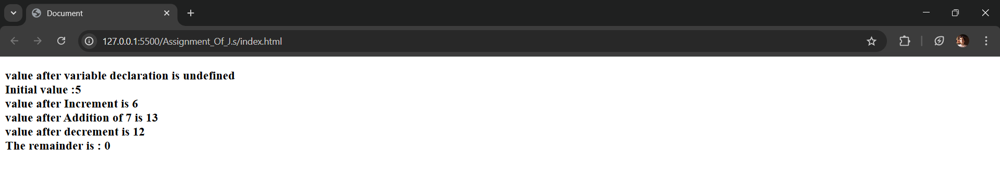 Document
127.0.0.1:5500/Assignment_Of_J.s/index.html
value after variable declaration is undefined
Initial value :5
value after Increment is 6
value after Addition of 7 is 13
value after decrement is 12
The remainder is : 0